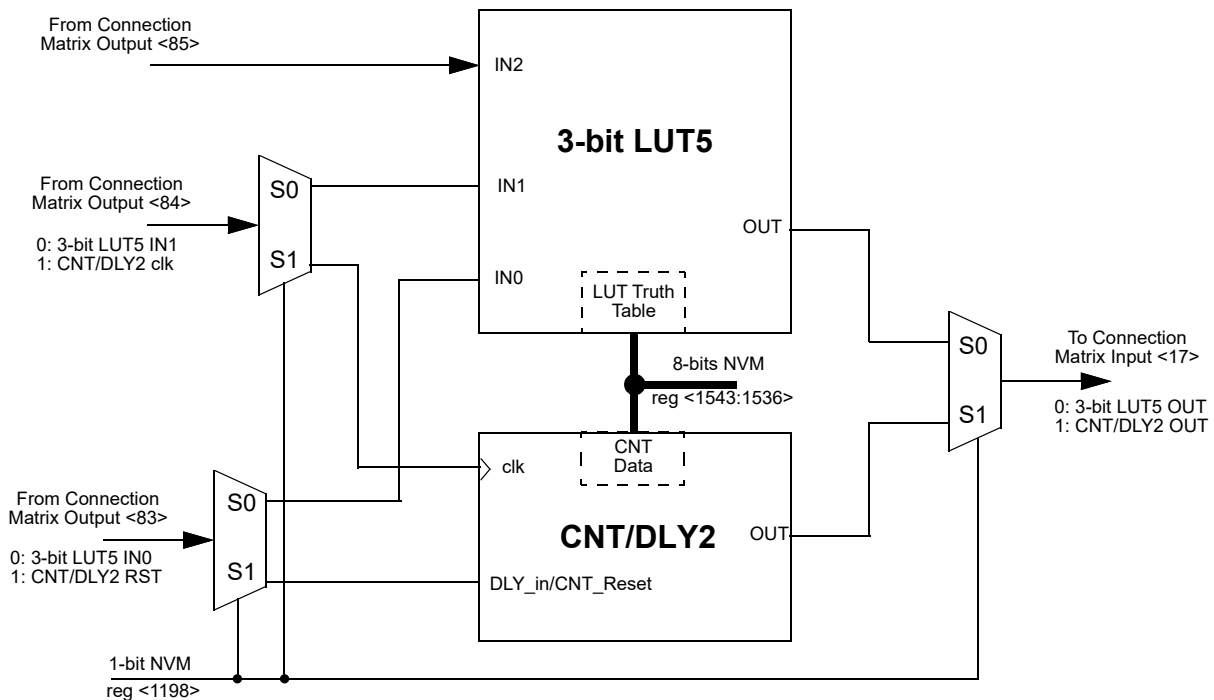 From Connection
Matrix Output <85>
IN2
3-bit LUT5
From Connection
Matrix Output <84>
S0
S1
0: 3-bit LUT5 IN1
1: CNT/DLY2 clk
IN1
IN0
OUT
LUT Truth
Table
8-bits NVM
reg <1543:1536>
S0
S1
To Connection
Matrix Input <17>
0: 3-bit LUT5 OUT
1: CNT/DLY2 OUT
CNT
Data
clk
CNT/DLY2
OUT
DLY_in/CNT_Reset
From Connection
Matrix Output <83>
S0
S1
0: 3-bit LUT5 IN0
1: CNT/DLY2 RST
1-bit NVM
reg <1198>